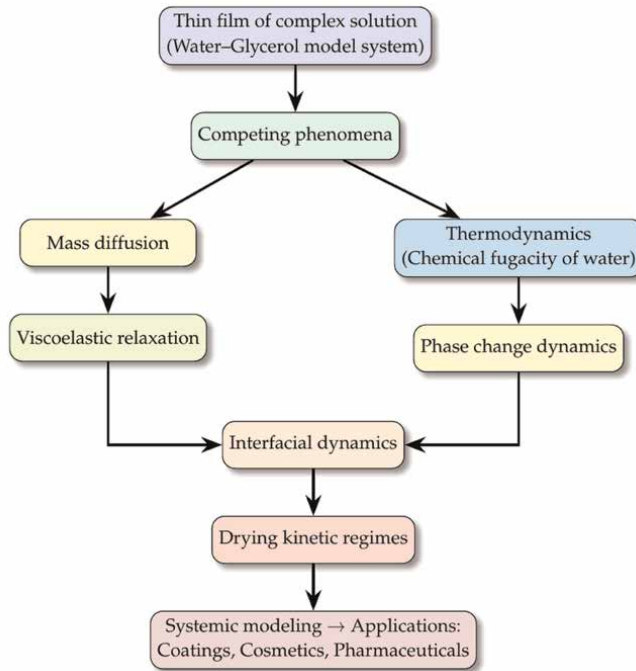 Thin film of complex solution
(Water–Glycerol model system)
Competing phenomena
Mass diffusion
Thermodynamics
(Chemical fugacity of water)
Viscoelastic relaxation
Phase change dynamics
Interfacial dynamics
Drying kinetic regimes
Systemic modeling → Applications:
Coatings, Cosmetics, Pharmaceuticals